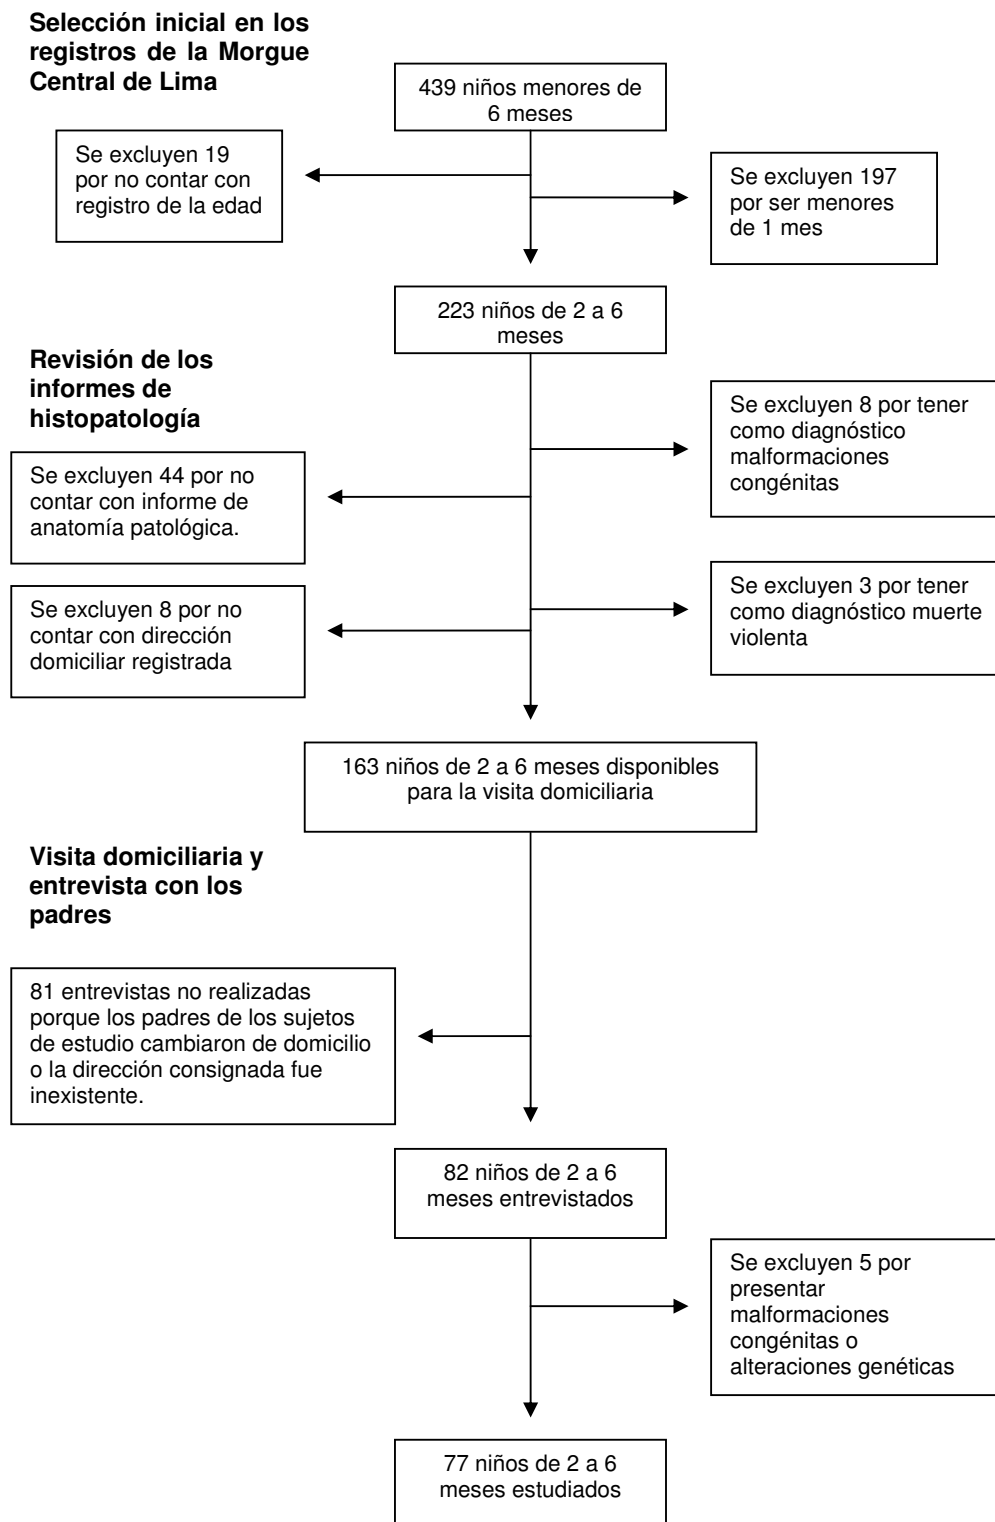 Selección inicial en los
registros de la Morgue
Central de Lima
439 niños menores de
6 meses
Se excluyen 19
por no contar con
registro de la edad
Se excluyen 197
por ser menores
de 1 mes
223 niños de 2 a 6
meses
Revisión de los
informes de
histopatología
Se excluyen 8 por tener
como diagnóstico
malformaciones
congénitas
Se excluyen 44 por no
contar con informe de
anatomía patológica.
Se excluyen 3 por tener
como diagnóstico muerte
violenta
Se excluyen 8 por no
contar con dirección
domiciliar registrada
163 niños de 2 a 6 meses disponibles
para la visita domiciliaria
Visita domiciliaria y
entrevista con los
padres
81 entrevistas no realizadas
porque los padres de los sujetos
de estudio cambiaron de domicilio
o la dirección consignada fue
inexistente.
82 niños de 2 a 6
meses entrevistados
Se excluyen 5 por
presentar
malformaciones
congénitas o
alteraciones genéticas
77 niños de 2 a 6
meses estudiados